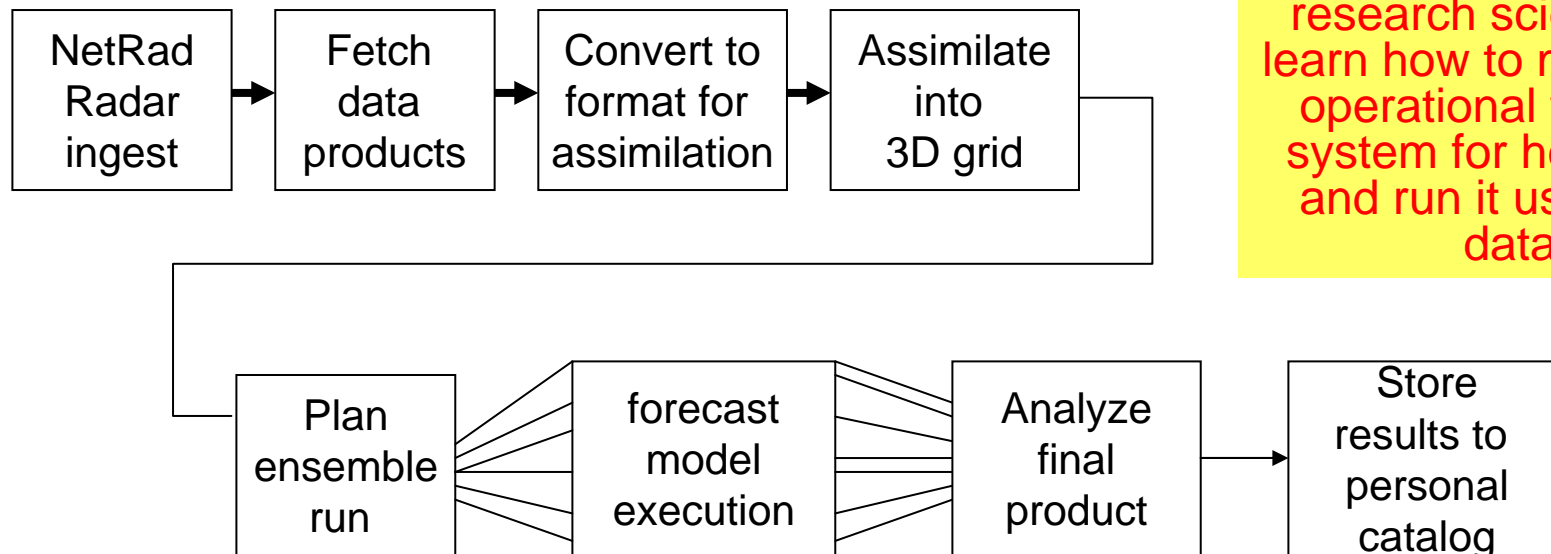 NetRad
Radar
ingest
Fetch
data
products
Convert to
format for
assimilation
Assimilate
into
3D grid
research
learn how to
operational
system for
and run it
data
Plan
ensemble
run
forecast
model
execution
Analyze
final
product
Store
results to
personal
catalog